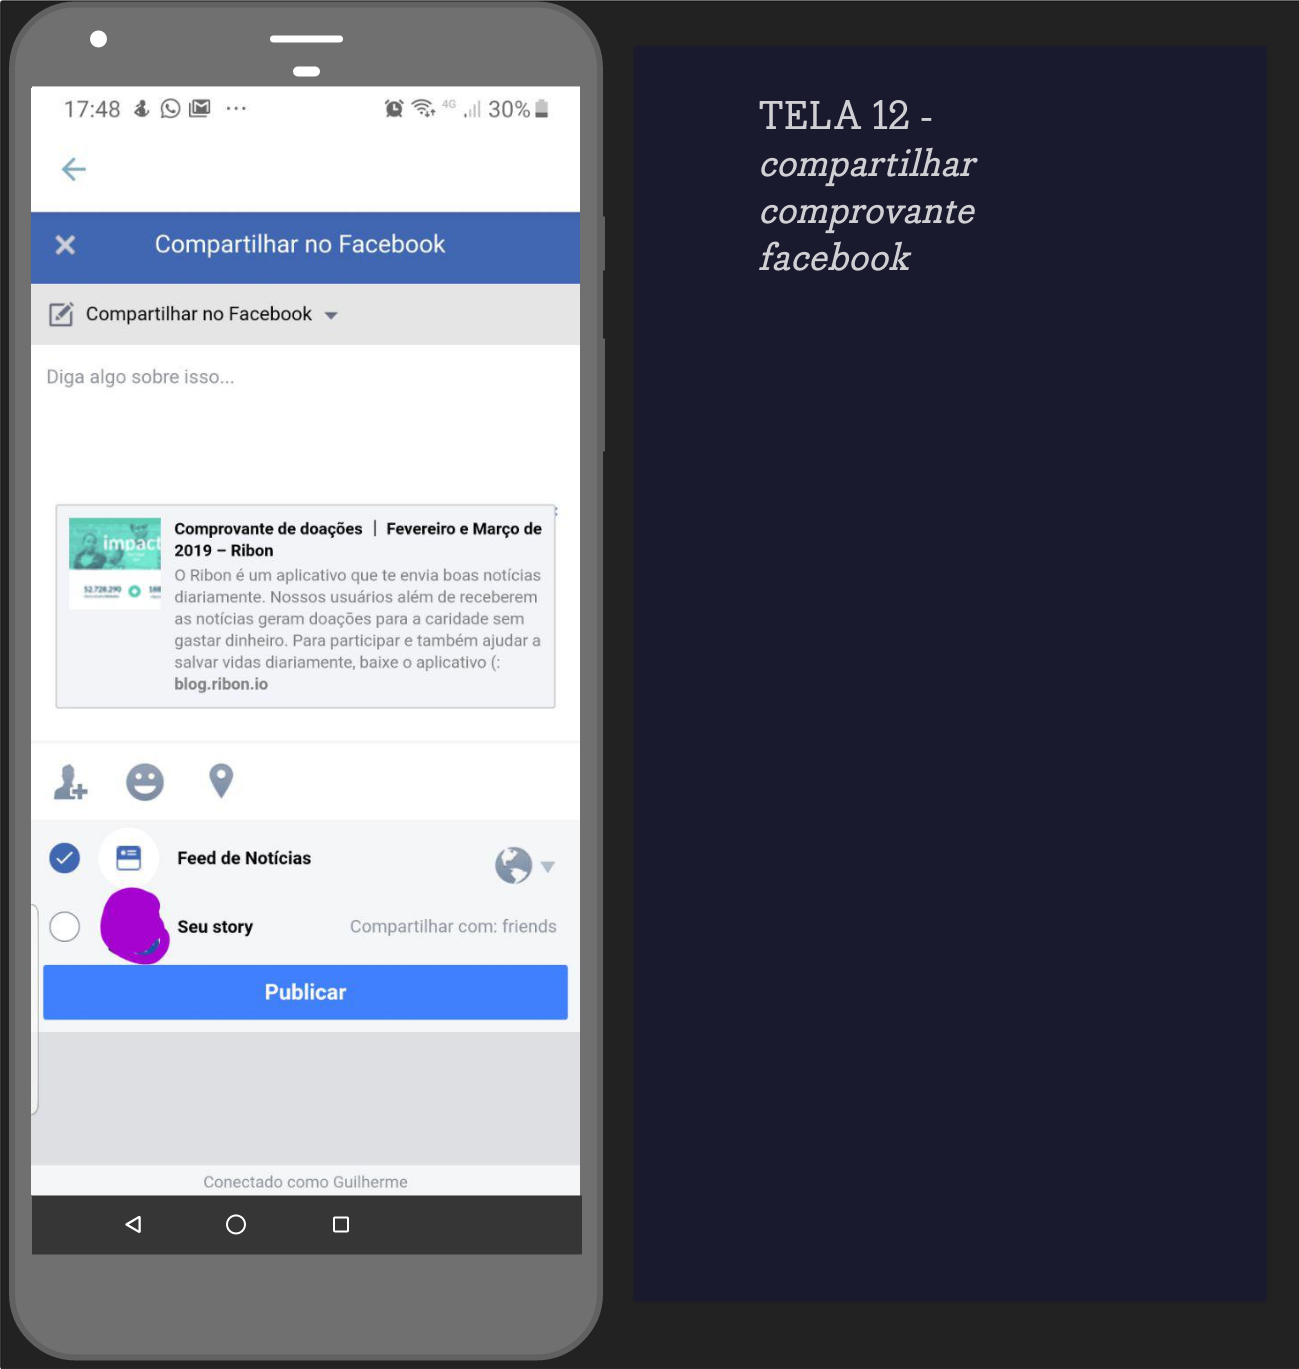 17:48 ... 4G 30%
Compartilhar no Facebook
Compartilhar no Facebook
Diga algo sobre isso...
impact
52.728.290 188
Comprovante de doações | Fevereiro e Março de
2019 – Ribon
O Ribon é um aplicativo que te envia boas notícias
diariamente. Nossos usuários além de receberem
as notícias geram doações para a caridade sem
gastar dinheiro. Para participar e também ajudar a
salvar vidas diariamente, baixe o aplicativo (:
blog.ribon.io
Feed de Notícias
Seu story Compartilhar com: friends
Publicar
Conectado como Guilherme
TELA 12 -
compartilhar
comprovante
facebook